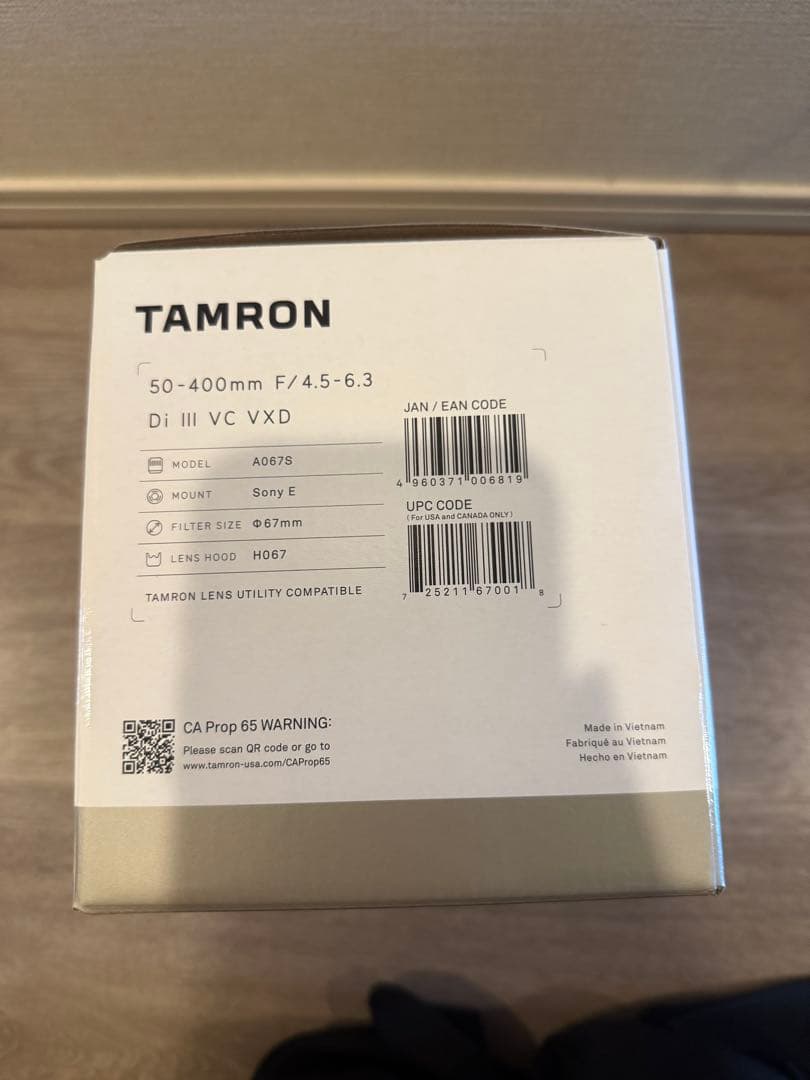 TAMRON
50-400mm F/4.5-6.3
Di III VC VXD
MODEL A067S
MOUNT Sony E
FILTER SIZE Φ67mm
LENS HOOD H067
TAMRON LENS UTILITY COMPATIBLE
JAN / EAN CODE
4 960371 006819
UPC CODE
(For USA and CANADA ONLY)
7 25211 67001 8
CA Prop 65 WARNING:
Please scan QR code or go to
www.tamron-usa.com/CAProp65
Made in Vietnam
Fabriqué au Vietnam
Hecho en Vietnam